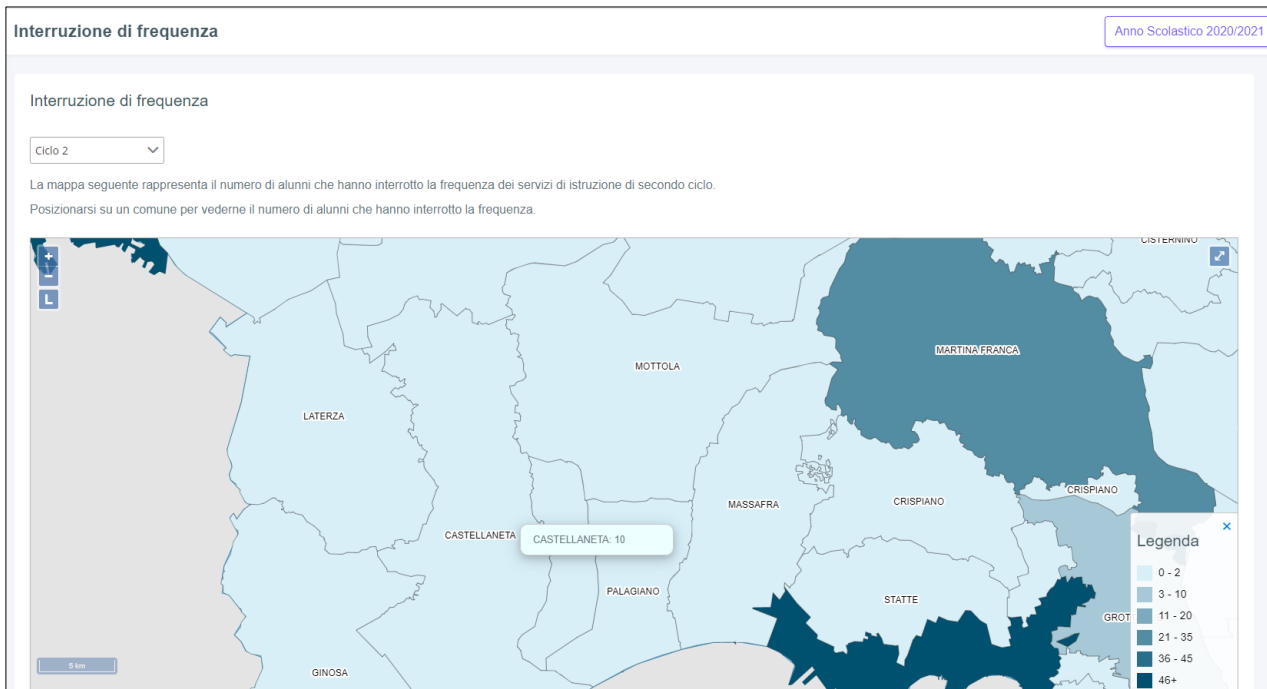 Interruzione di frequenza
Anno Scolastico 2020/2021
Interruzione di frequenza
Ciclo 2
La mappa seguente rappresenta il numero di alunni che hanno interrotto la frequenza dei servizi di istruzione di secondo ciclo.
Posizionarsi su un comune per vederne il numero di alunni che hanno interrotto la frequenza.
CISTERNINO
+
−
L
MARTINA FRANCA
MOTTOLA
LATERZA
CRISPIANO
CRISPIANO
MASSAFRA
CASTELLANETA
CASTELLANETA: 10
PALAGIANO
STATTE
GROT
GINOSA
5 km
Legenda
0 - 2
3 - 10
11 - 20
21 - 35
36 - 45
46+